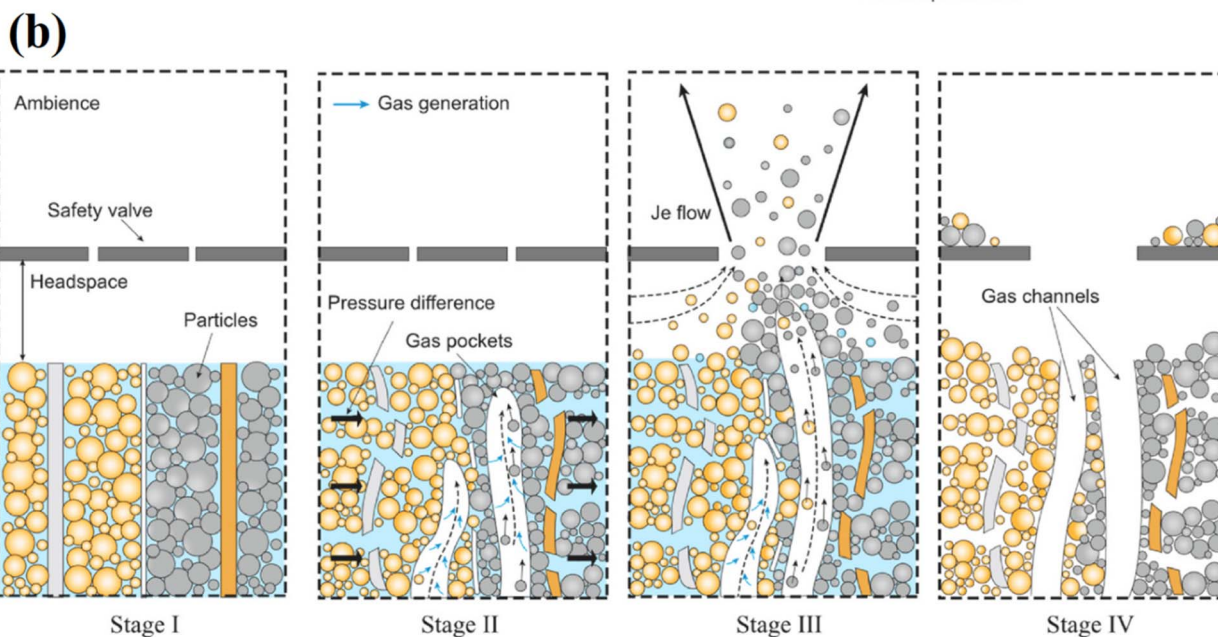 (b)
Ambience
Safety valve
Headspace
Particles
Stage I
Gas generation
Pressure difference
Gas pockets
Stage II
Je flow
Stage III
Gas channels
Stage IV